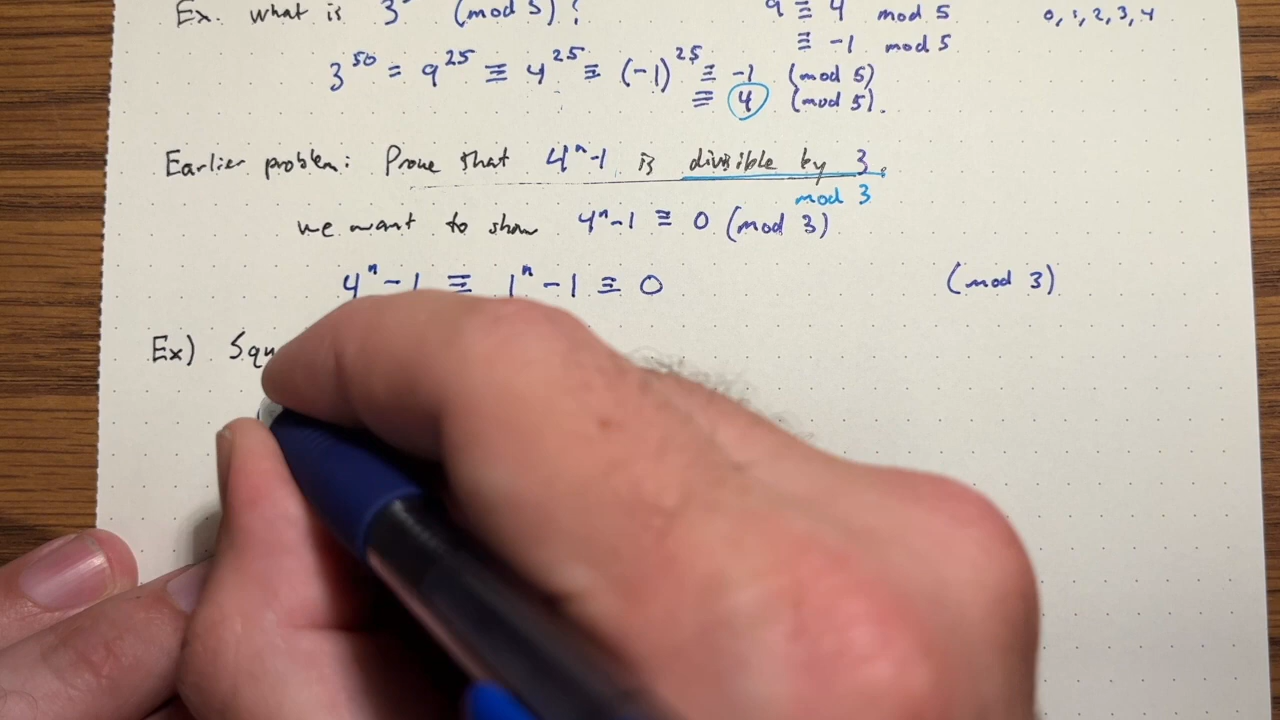 Ex. what is 3 (mod 5)?
9 ≡ 4 mod 5
0, 1, 2, 3, 4
≡ -1 mod 5
3^50 ≡ 9^25 ≡ 4^25 ≡ (-1)^25 ≡ -1 (mod 5)
≡ 4 (mod 5).
Earlier problem: Prove that 4^n-1 is divisible by 3.
mod 3
we want to show 4^n-1 ≡ 0 (mod 3)
4^n - 1 ≡ 1^n - 1 ≡ 0 (mod 3)
Ex) Squ